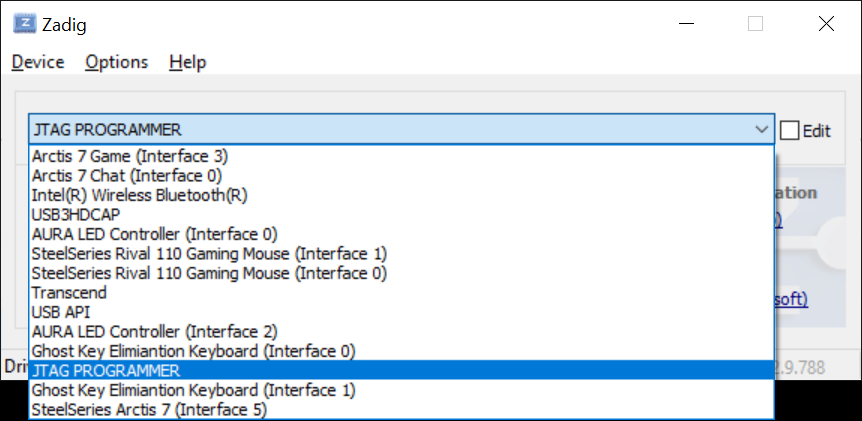 Zadig
Device Options Help
JTAG PROGRAMMER Edit
Arctis 7 Game (Interface 3)
Arctis 7 Chat (Interface 0)
Intel(R) Wireless Bluetooth(R)
USB3HDCAP
AURA LED Controller (Interface 0)
SteelSeries Rival 110 Gaming Mouse (Interface 1)
SteelSeries Rival 110 Gaming Mouse (Interface 0)
Transcend
USB API
AURA LED Controller (Interface 2)
Ghost Key Elimiantion Keyboard (Interface 0)
JTAG PROGRAMMER
Ghost Key Elimiantion Keyboard (Interface 1)
SteelSeries Arctis 7 (Interface 5)
ation
soft)
Dri
2.9.788